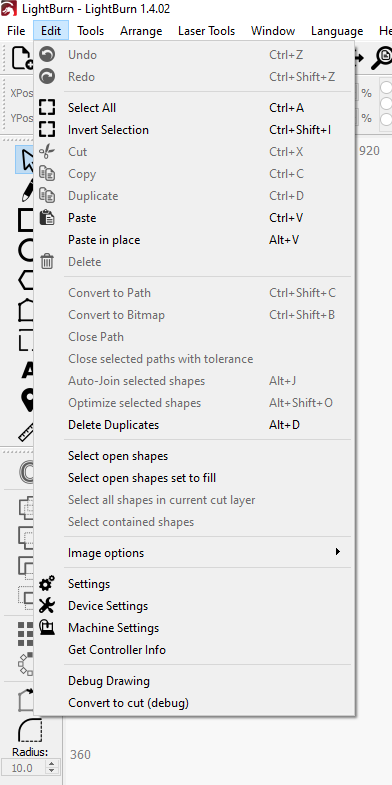 LightBurn - LightBurn 1.4.02
File Edit Tools Arrange Laser Tools Window Language He
Undo Ctrl+Z
Redo Ctrl+Shift+Z
XPos %
Select All Ctrl+A
YPos %
Invert Selection Ctrl+Shift+I
Cut Ctrl+X
920
Copy Ctrl+C
Duplicate Ctrl+D
Paste Ctrl+V
Paste in place Alt+V
Delete
Convert to Path Ctrl+Shift+C
Convert to Bitmap Ctrl+Shift+B
Close Path
Close selected paths with tolerance
Auto-Join selected shapes Alt+J
Optimize selected shapes Alt+Shift+O
Delete Duplicates Alt+D
Select open shapes
Select open shapes set to fill
Select all shapes in current cut layer
Select contained shapes
Image options
Settings
Device Settings
Machine Settings
Get Controller Info
Debug Drawing
Convert to cut (debug)
Radius:
360
10.0